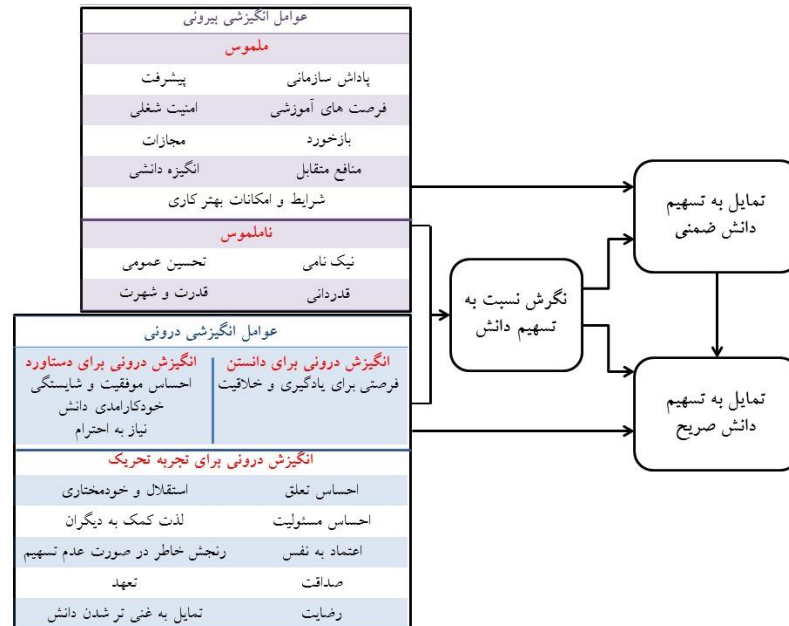 عوامل انگیزشی بیرونی
ملموس
پاداش سازمانی
پیشرفت
فرصت های آموزشی
امنیت شغلی
بازخورد
مجازات
منافع متقابل
انگیزه دانشی
شرایط و امکانات بهتر کاری
ناملموس
نیک نامی
تحسین عمومی
قدردانی
قدرت و شهرت
عوامل انگیزشی درونی
انگیزش درونی برای دانستن
فرصتی برای یادگیری و خلاقیت
انگیزش درونی برای دستاورد
احساس موفقیت و شایستگی
خودکارامدی دانش
نیاز به احترام
انگیزش درونی برای تجربه تحریک
احساس تعلق
استقلال و خودمختاری
احساس مسئولیت
لذت کمک به دیگران
اعتماد به نفس
رنجش خاطر در صورت عدم تسهیم
صداقت
تعهد
رضایت
تمایل به غنی تر شدن دانش
نگرش نسبت به
تسهیم دانش
تمایل به تسهیم
دانش ضمنی
تمایل به تسهیم
دانش صریح